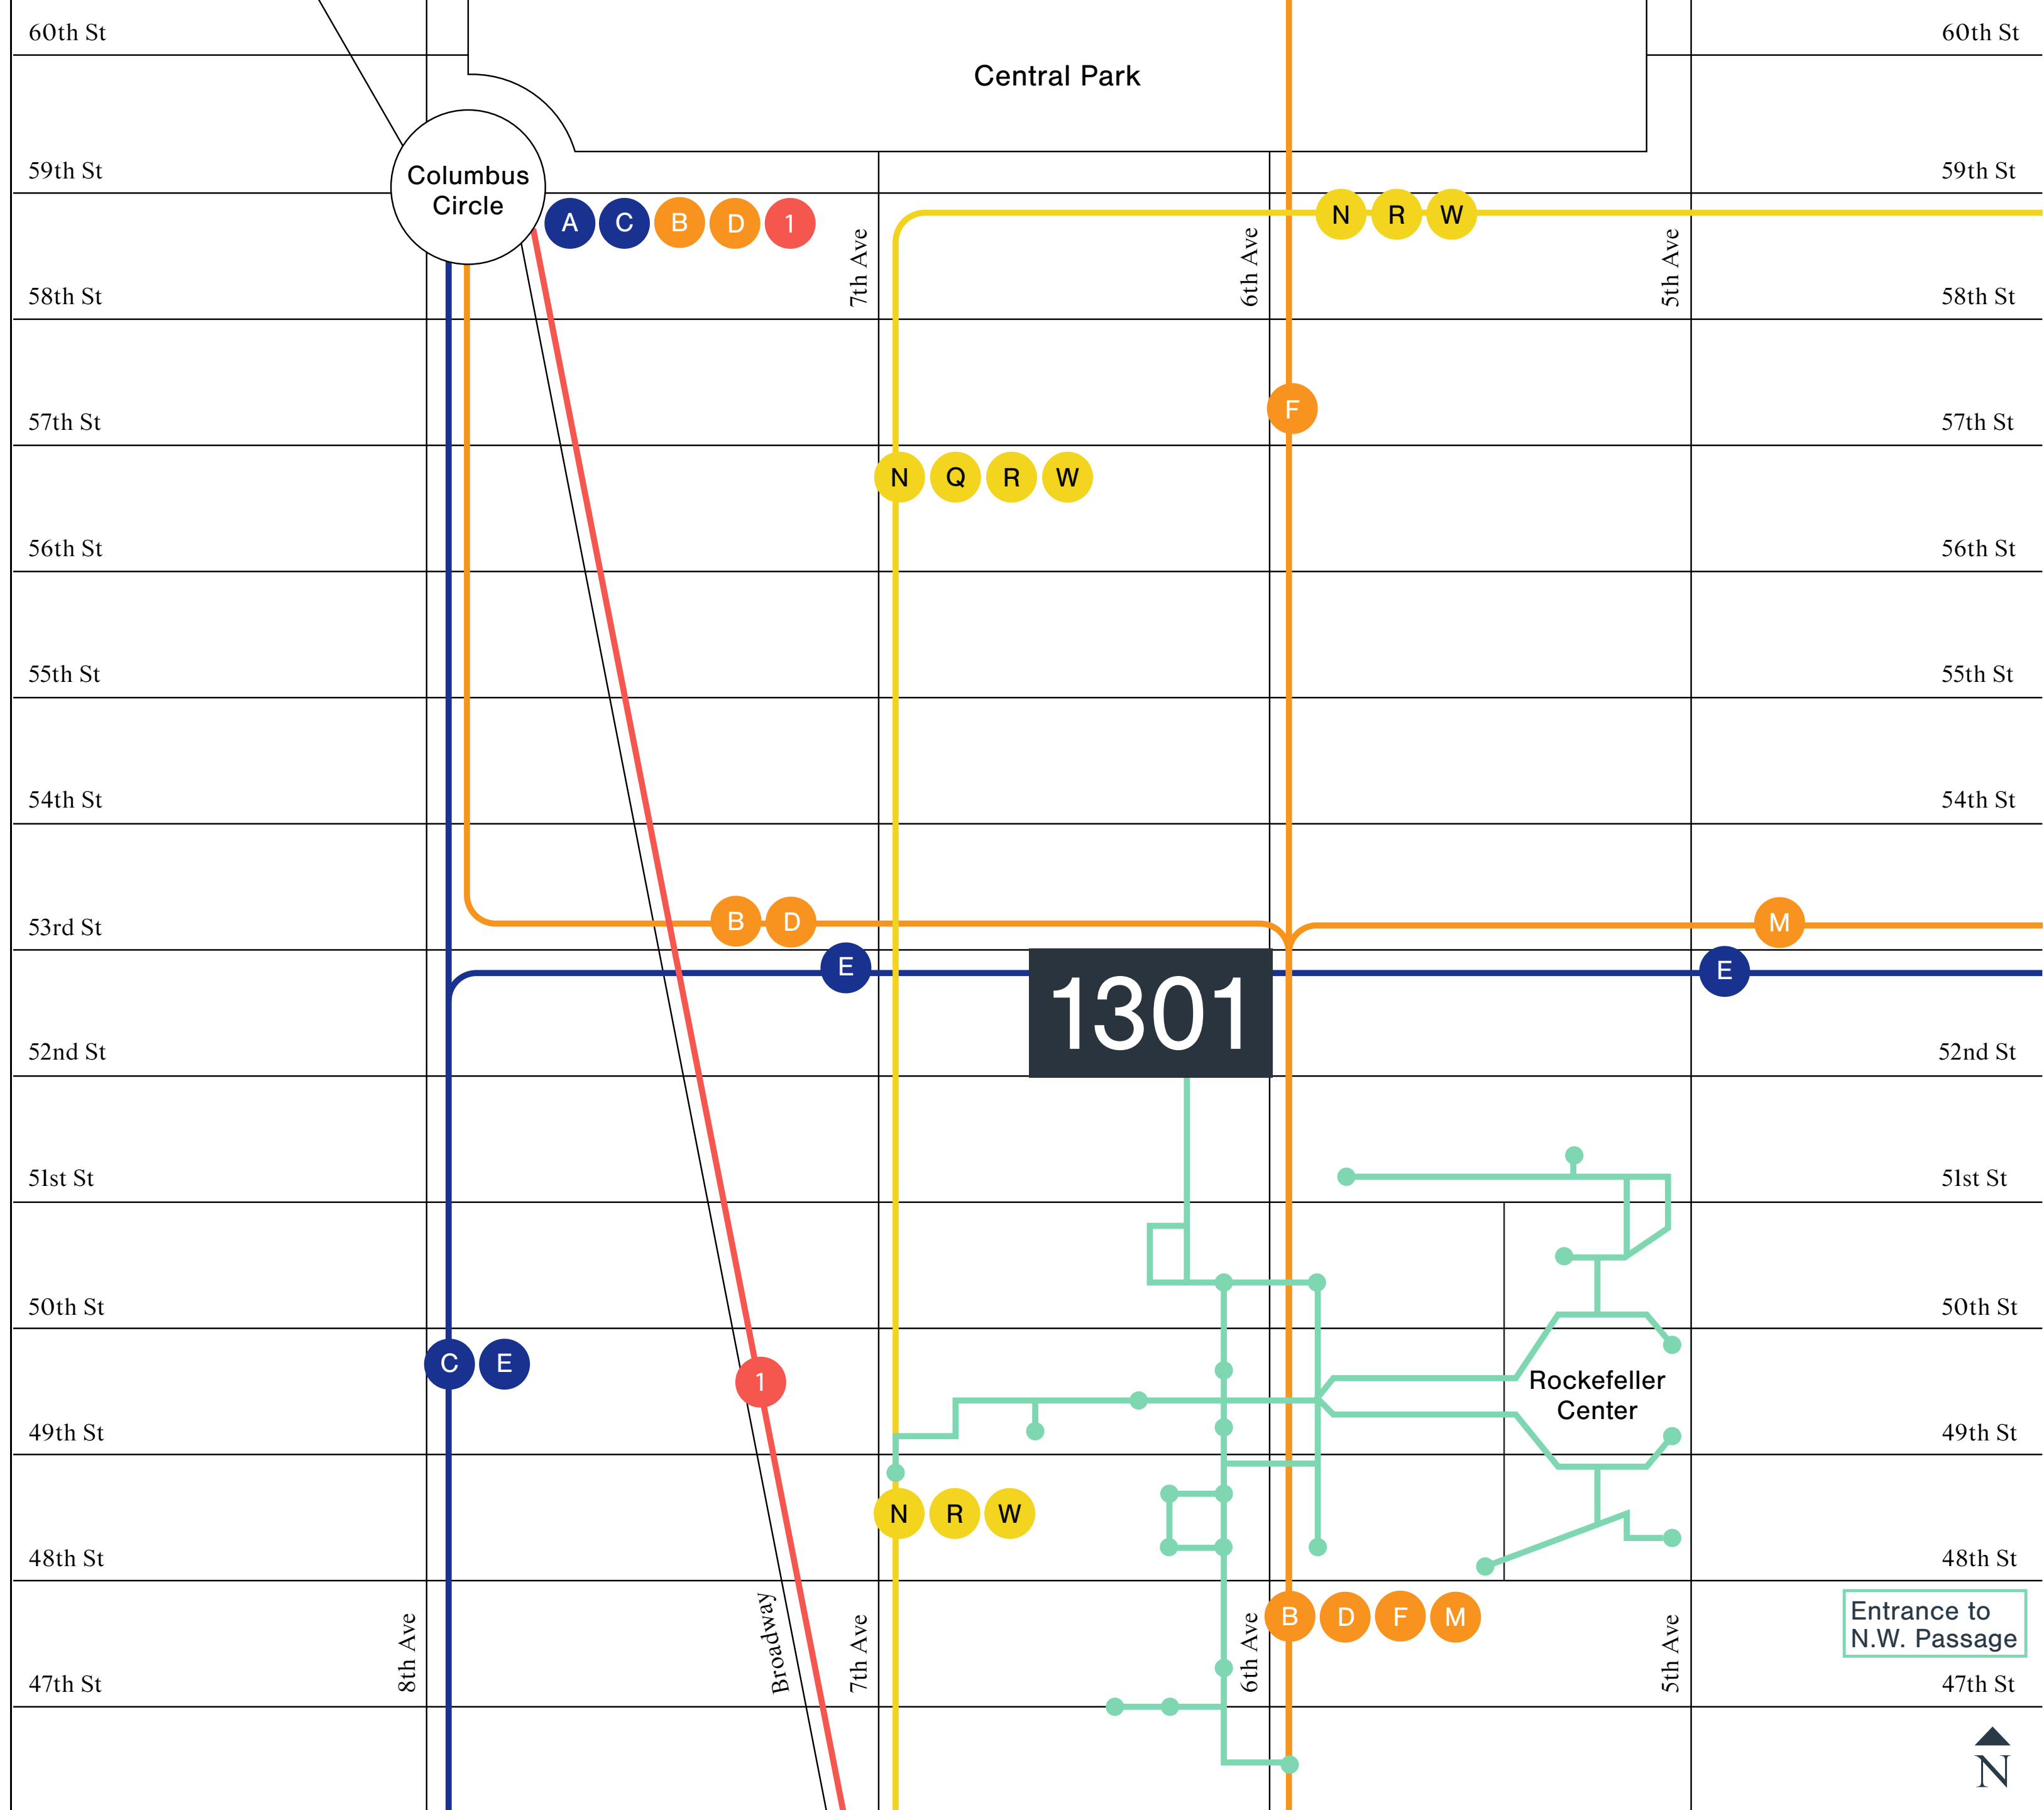 60th St
60th St
Central Park
59th St
Columbus
Circle
59th St
A C B D 1
N R W
7th Ave
6th Ave
5th Ave
58th St
58th St
F
57th St
57th St
N Q R W
56th St
56th St
55th St
55th St
54th St
54th St
53rd St
B D
M
53rd St
E
E
1301
52nd St
52nd St
51st St
51st St
50th St
50th St
C E
1
Rockefeller
Center
49th St
49th St
N R W
48th St
48th St
B D F M
Entrance to
N.W. Passage
8th Ave
Broadway
7th Ave
6th Ave
5th Ave
47th St
47th St
N